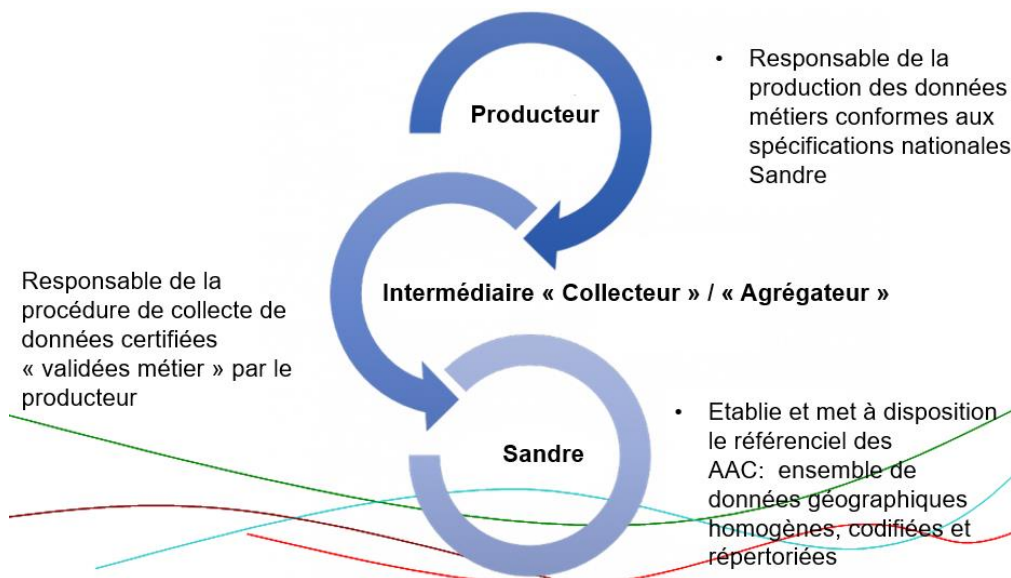 Producteur
• Responsable de la
production des données
métiers conformes aux
spécifications nationales
Sandre
Responsable de la
procédure de collecte de
données certifiées
« validées métier » par le
producteur
Intermédiaire « Collecteur » / « Agrégateur »
Sandre
• Etablie et met à disposition
le référenciel des
AAC: ensemble de
données géographiques
homogènes, codifiées et
répertoriées